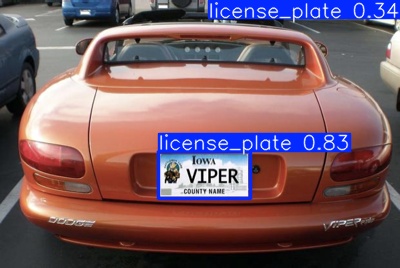 license_plate 0.34
license_plate 0.83
IOWA
VIPER
COUNTY NAME
DODGE
VIPER